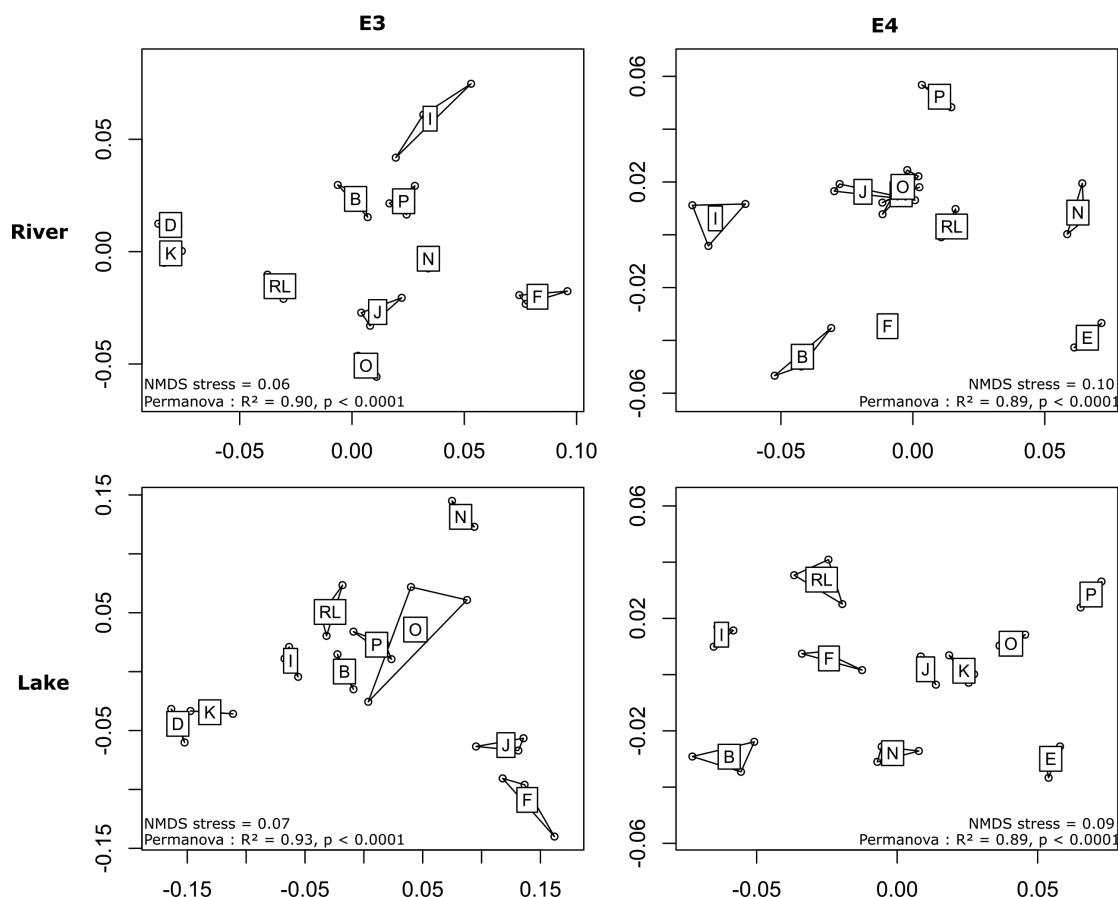 E3 E4
River
0.05
0.00
-0.05
I
B
P
D
K
N
RL
J
F
O
NMDS stress = 0.06
Permanova : R² = 0.90, p < 0.0001
-0.05 0.00 0.05 0.10
0.06
0.02
-0.02
-0.06
P
J
O
I
RL
N
F
B
E
NMDS stress = 0.10
Permanova : R² = 0.89, p < 0.0001
-0.05 0.00 0.05
Lake
0.15
0.05
-0.05
-0.15
N
RL
O
P
I
B
K
D
J
F
NMDS stress = 0.07
Permanova : R² = 0.93, p < 0.0001
-0.15 -0.05 0.05 0.15
0.06
0.02
-0.02
-0.06
RL
P
I
O
F
J
K
B
N
E
NMDS stress = 0.09
Permanova : R² = 0.89, p < 0.0001
-0.05 0.00 0.05